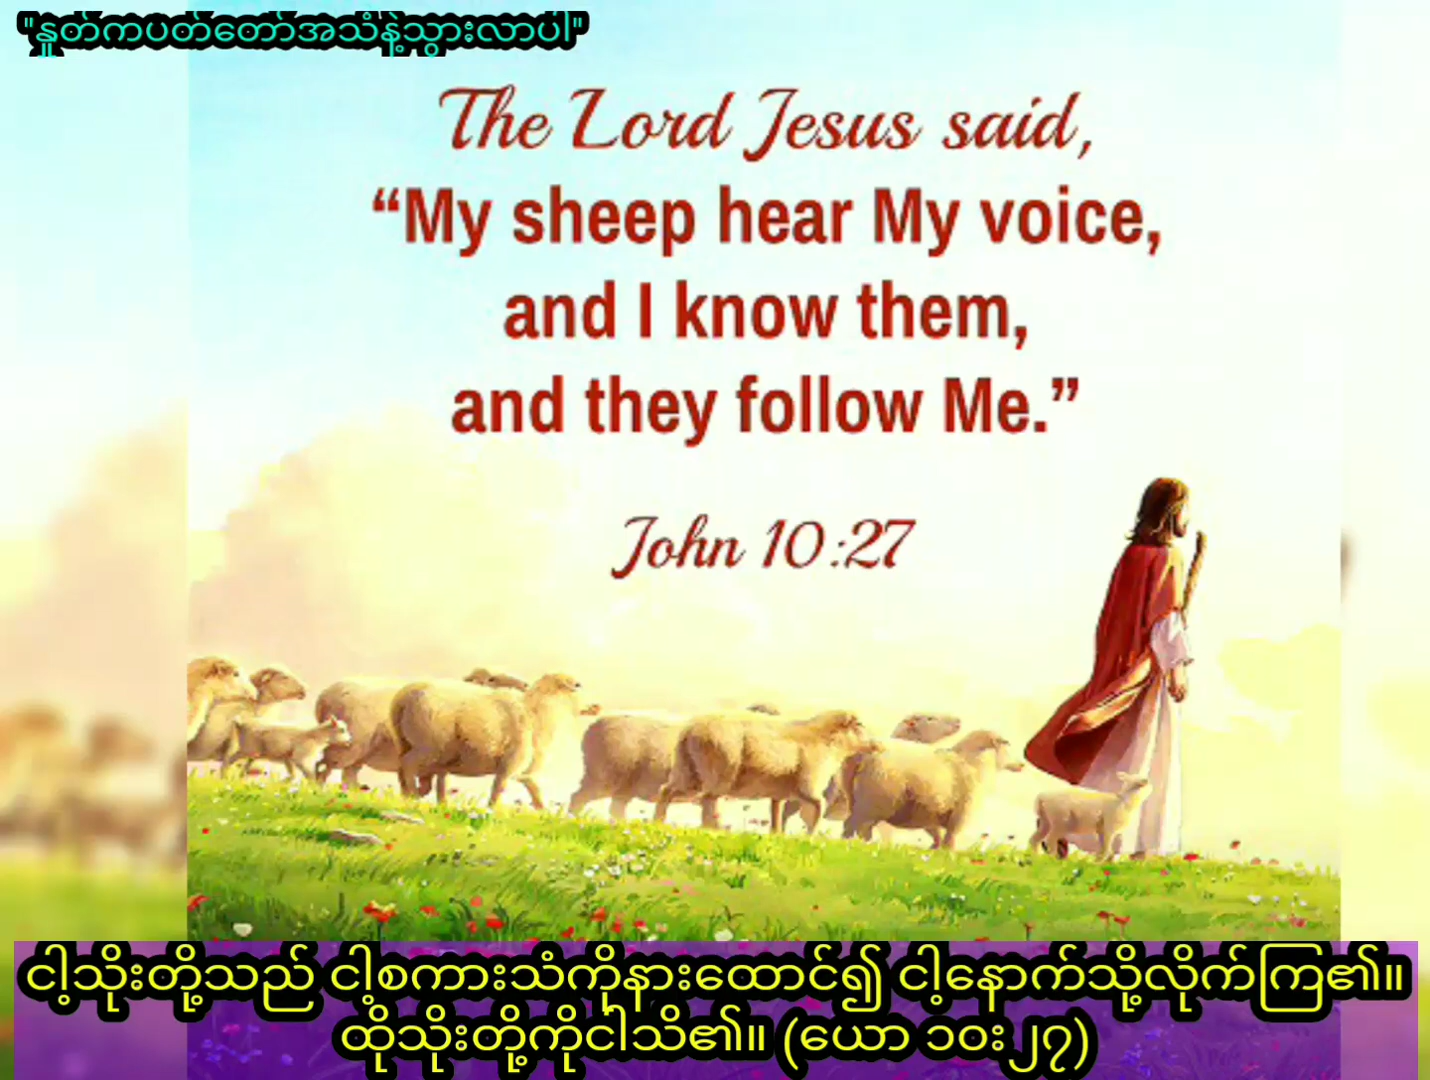 "နှုတ်ကပတ်တော်အသံနဲ့သွားလာပါ"
The Lord Jesus said,
“My sheep hear My voice,
and I know them,
and they follow Me.”
John 10:27
ငါ့သိုးတို့သည် ငါ့စကားသံကိုနားထောင်၍ ငါ့နောက်သို့လိုက်ကြ၏။
ထိုသိုးတို့ကိုငါသိ၏။ (ယော ၁၀း၂၇)